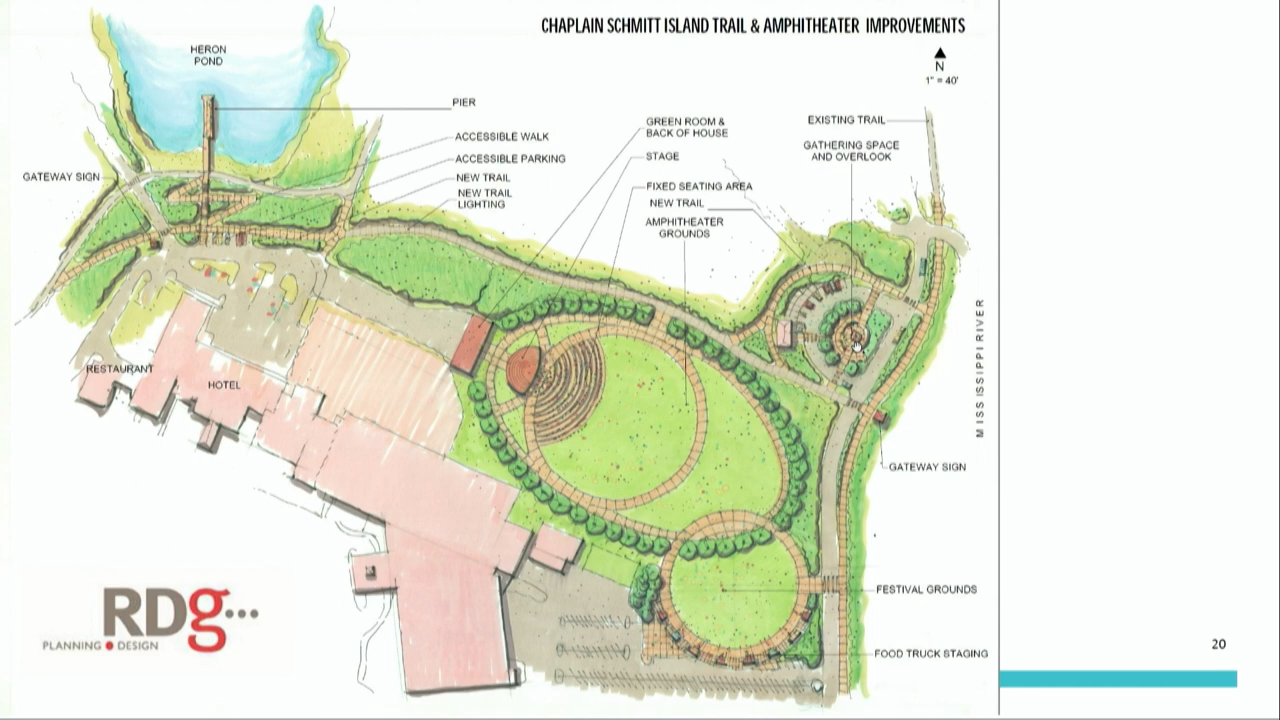 CHAPLAIN SCHMITT ISLAND TRAIL & AMPHITHEATER IMPROVEMENTS
N
1" = 40'
HERON
POND
PIER
ACCESSIBLE WALK
ACCESSIBLE PARKING
NEW TRAIL
NEW TRAIL
LIGHTING
GATEWAY SIGN
GREEN ROOM &
BACK OF HOUSE
STAGE
FIXED SEATING AREA
NEW TRAIL
AMPHITHEATER
GROUNDS
EXISTING TRAIL
GATHERING SPACE
AND OVERLOOK
MISSISSIPPI RIVER
RESTAURANT
HOTEL
GATEWAY SIGN
FESTIVAL GROUNDS
FOOD TRUCK STAGING
RDg...
PLANNING DESIGN
20